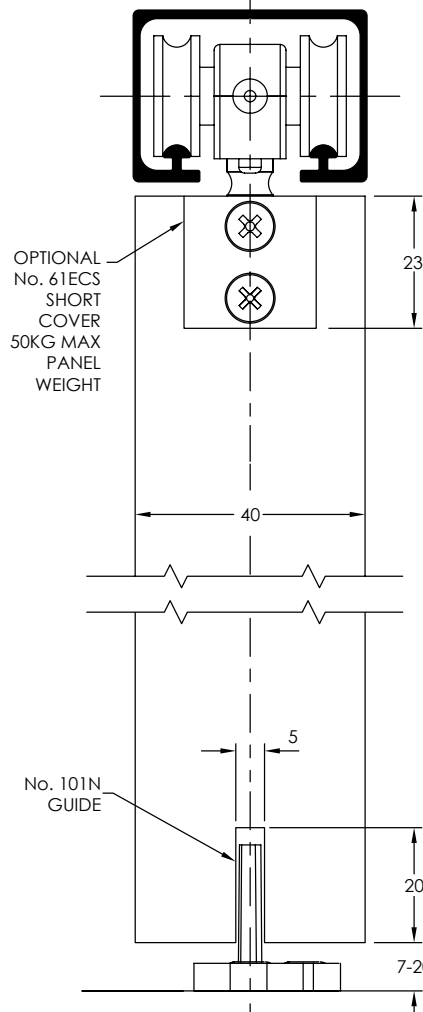 OPTIONAL
No. 61ECS
SHORT
COVER
50KG MAX
PANEL
WEIGHT
23
40
5
No. 101N
GUIDE
20